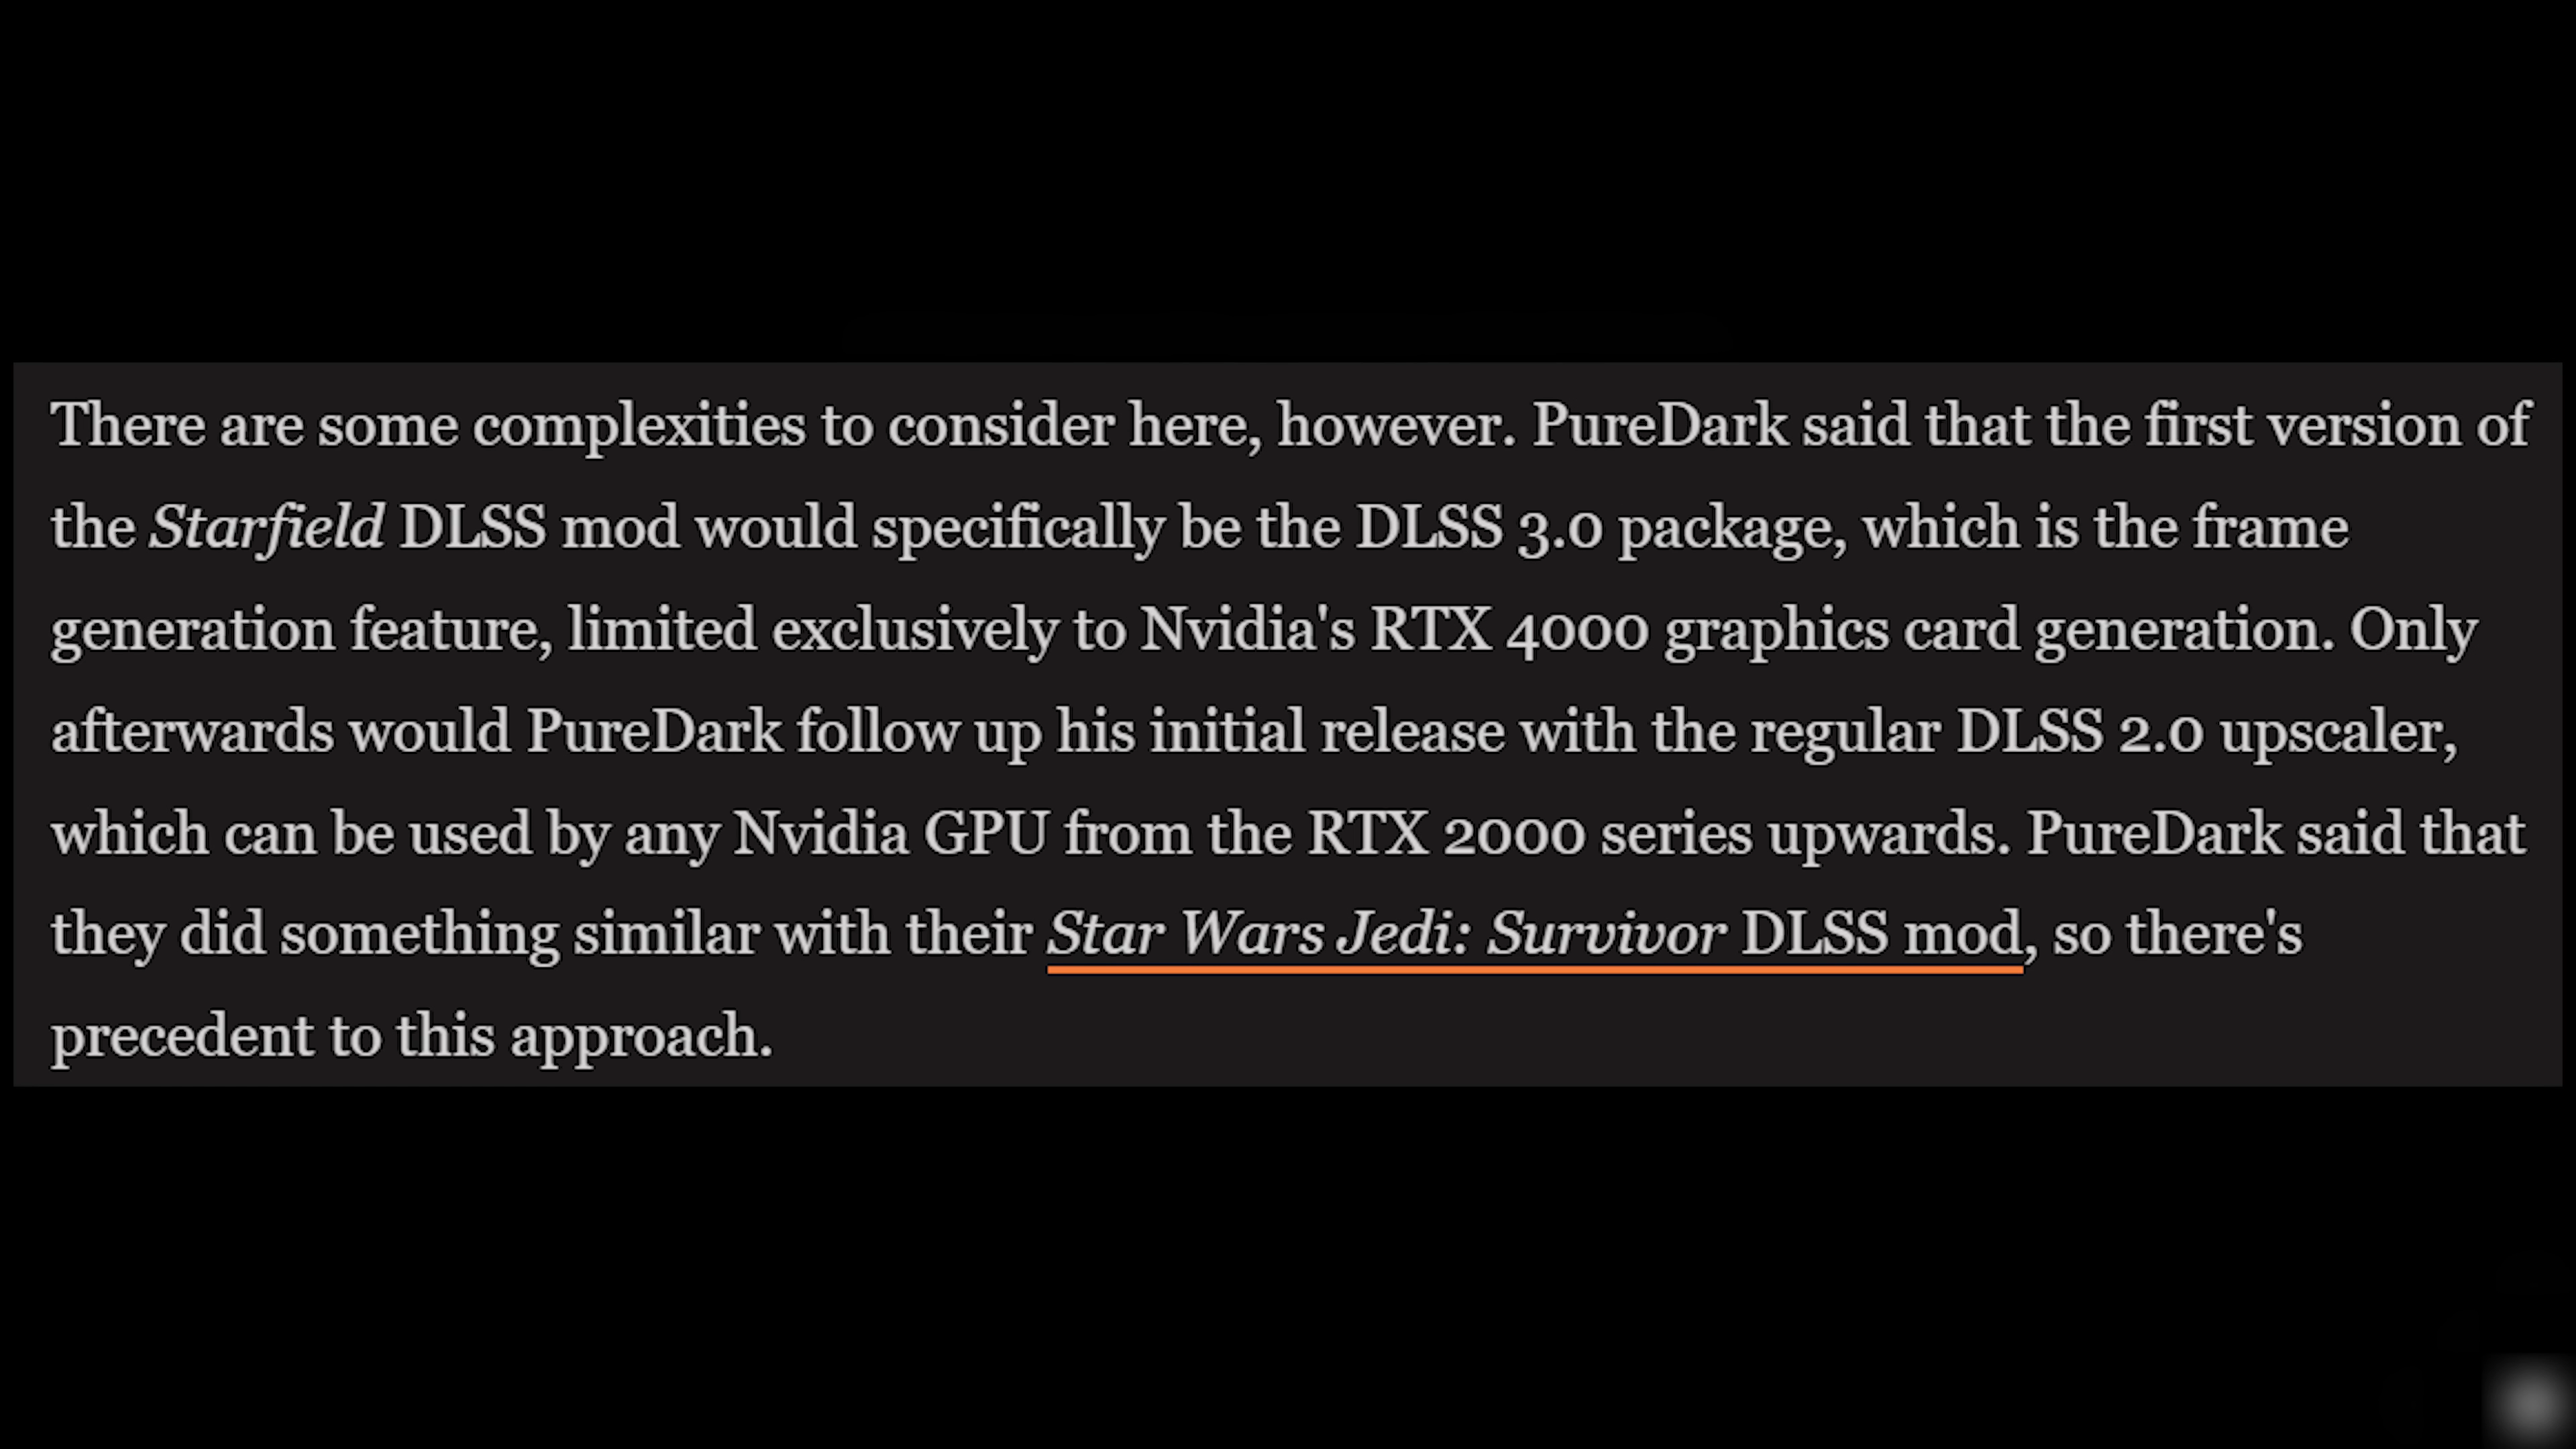 There are some complexities to consider here, however. PureDark said that the first version of
the Starfield DLSS mod would specifically be the DLSS 3.0 package, which is the frame
generation feature, limited exclusively to Nvidia's RTX 4000 graphics card generation. Only
afterwards would PureDark follow up his initial release with the regular DLSS 2.0 upscaler,
which can be used by any Nvidia GPU from the RTX 2000 series upwards. PureDark said that
they did something similar with their Star Wars Jedi: Survivor DLSS mod, so there's
precedent to this approach.